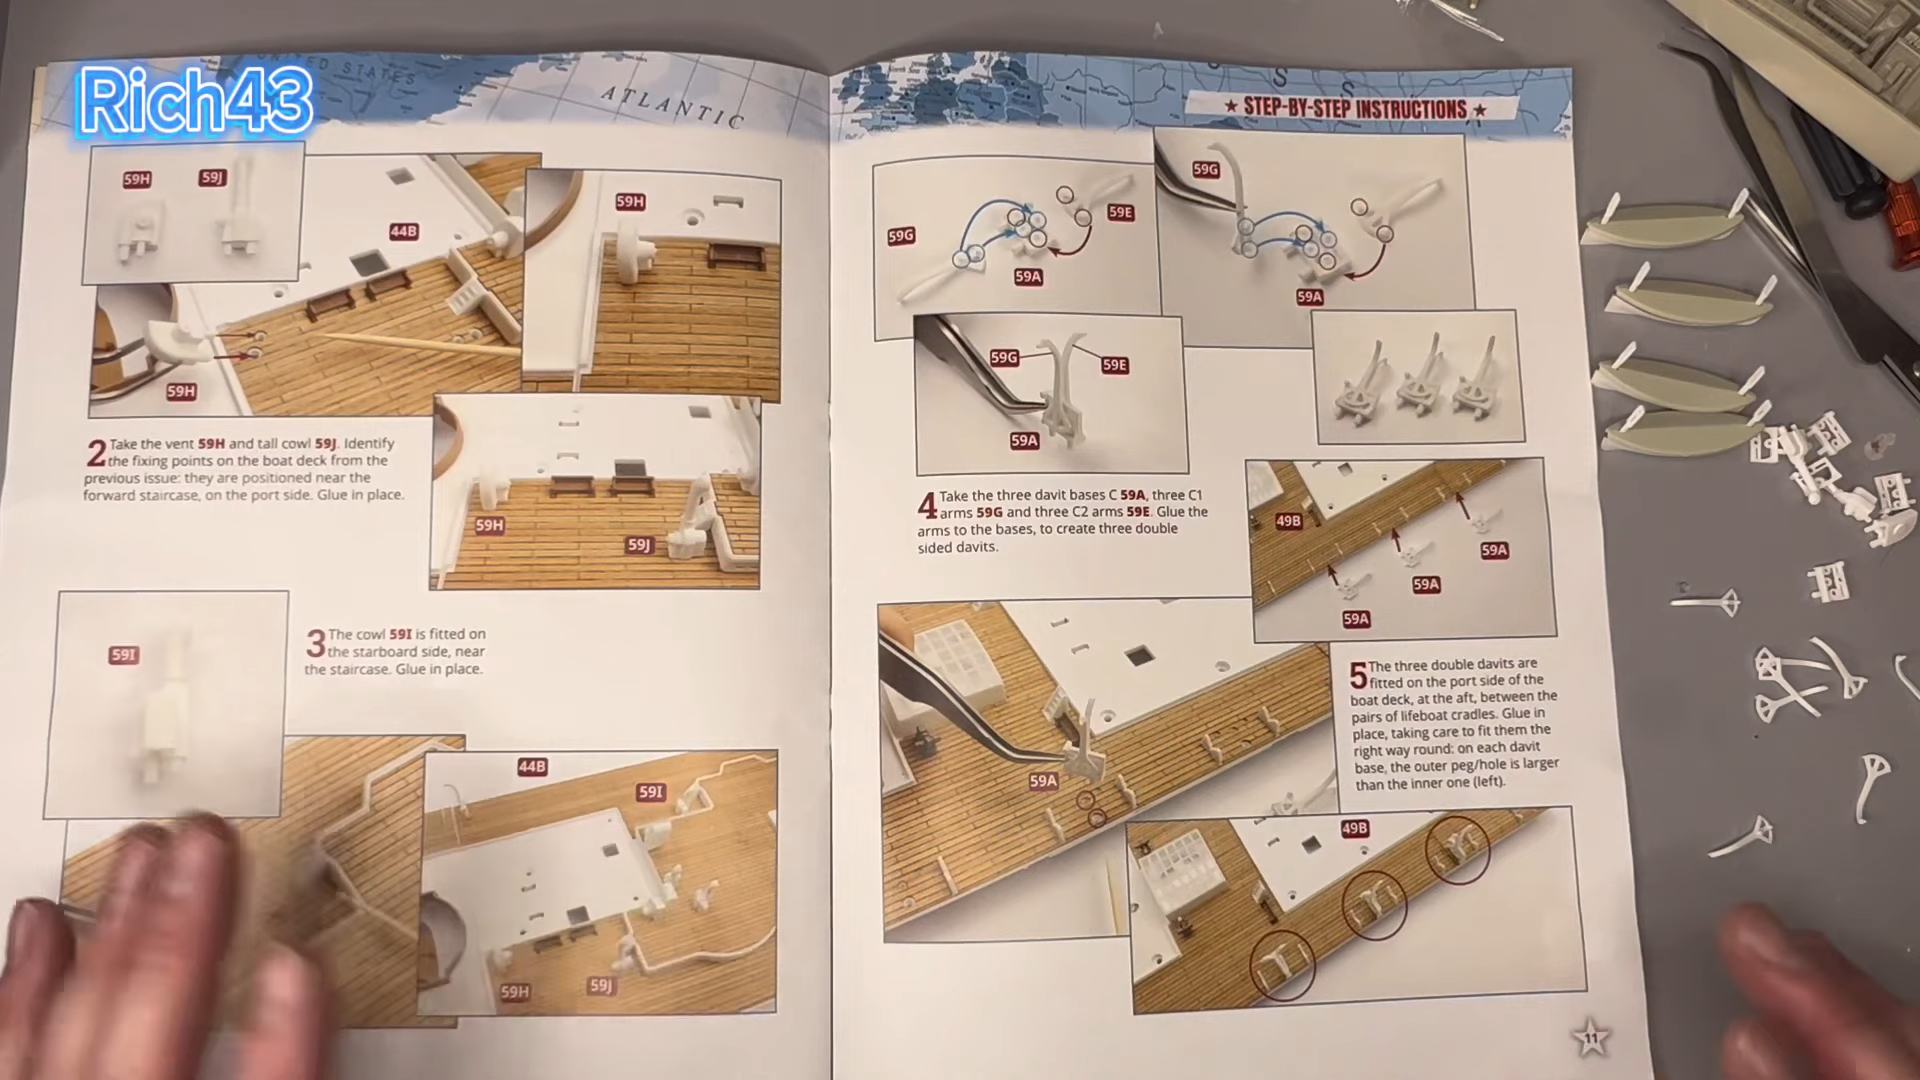 Rich43
UNITED STATES
ATLANTIC
59H
59J
44B
59H
59H
2 Take the vent 59H and tall cowl 59J. Identify
the fixing points on the boat deck from the
previous issue: they are positioned near the
forward staircase, on the port side. Glue in place.
59H
59J
59I
3 The cowl 59I is fitted on
the starboard side, near
the staircase. Glue in place.
44B
59I
59H
59J
★ STEP-BY-STEP INSTRUCTIONS ★
S
S
59G
59E
59A
59G
59A
59G
59E
59A
4 Take the three davit bases C 59A, three C1
arms 59G and three C2 arms 59E. Glue the
arms to the bases, to create three double
sided davits.
49B
59A
59A
59A
59A
5 The three double davits are
fitted on the port side of the
boat deck, at the aft, between the
pairs of lifeboat cradles. Glue in
place, taking care to fit them the
right way round: on each davit
base, the outer peg/hole is larger
than the inner one (left).
49B
11